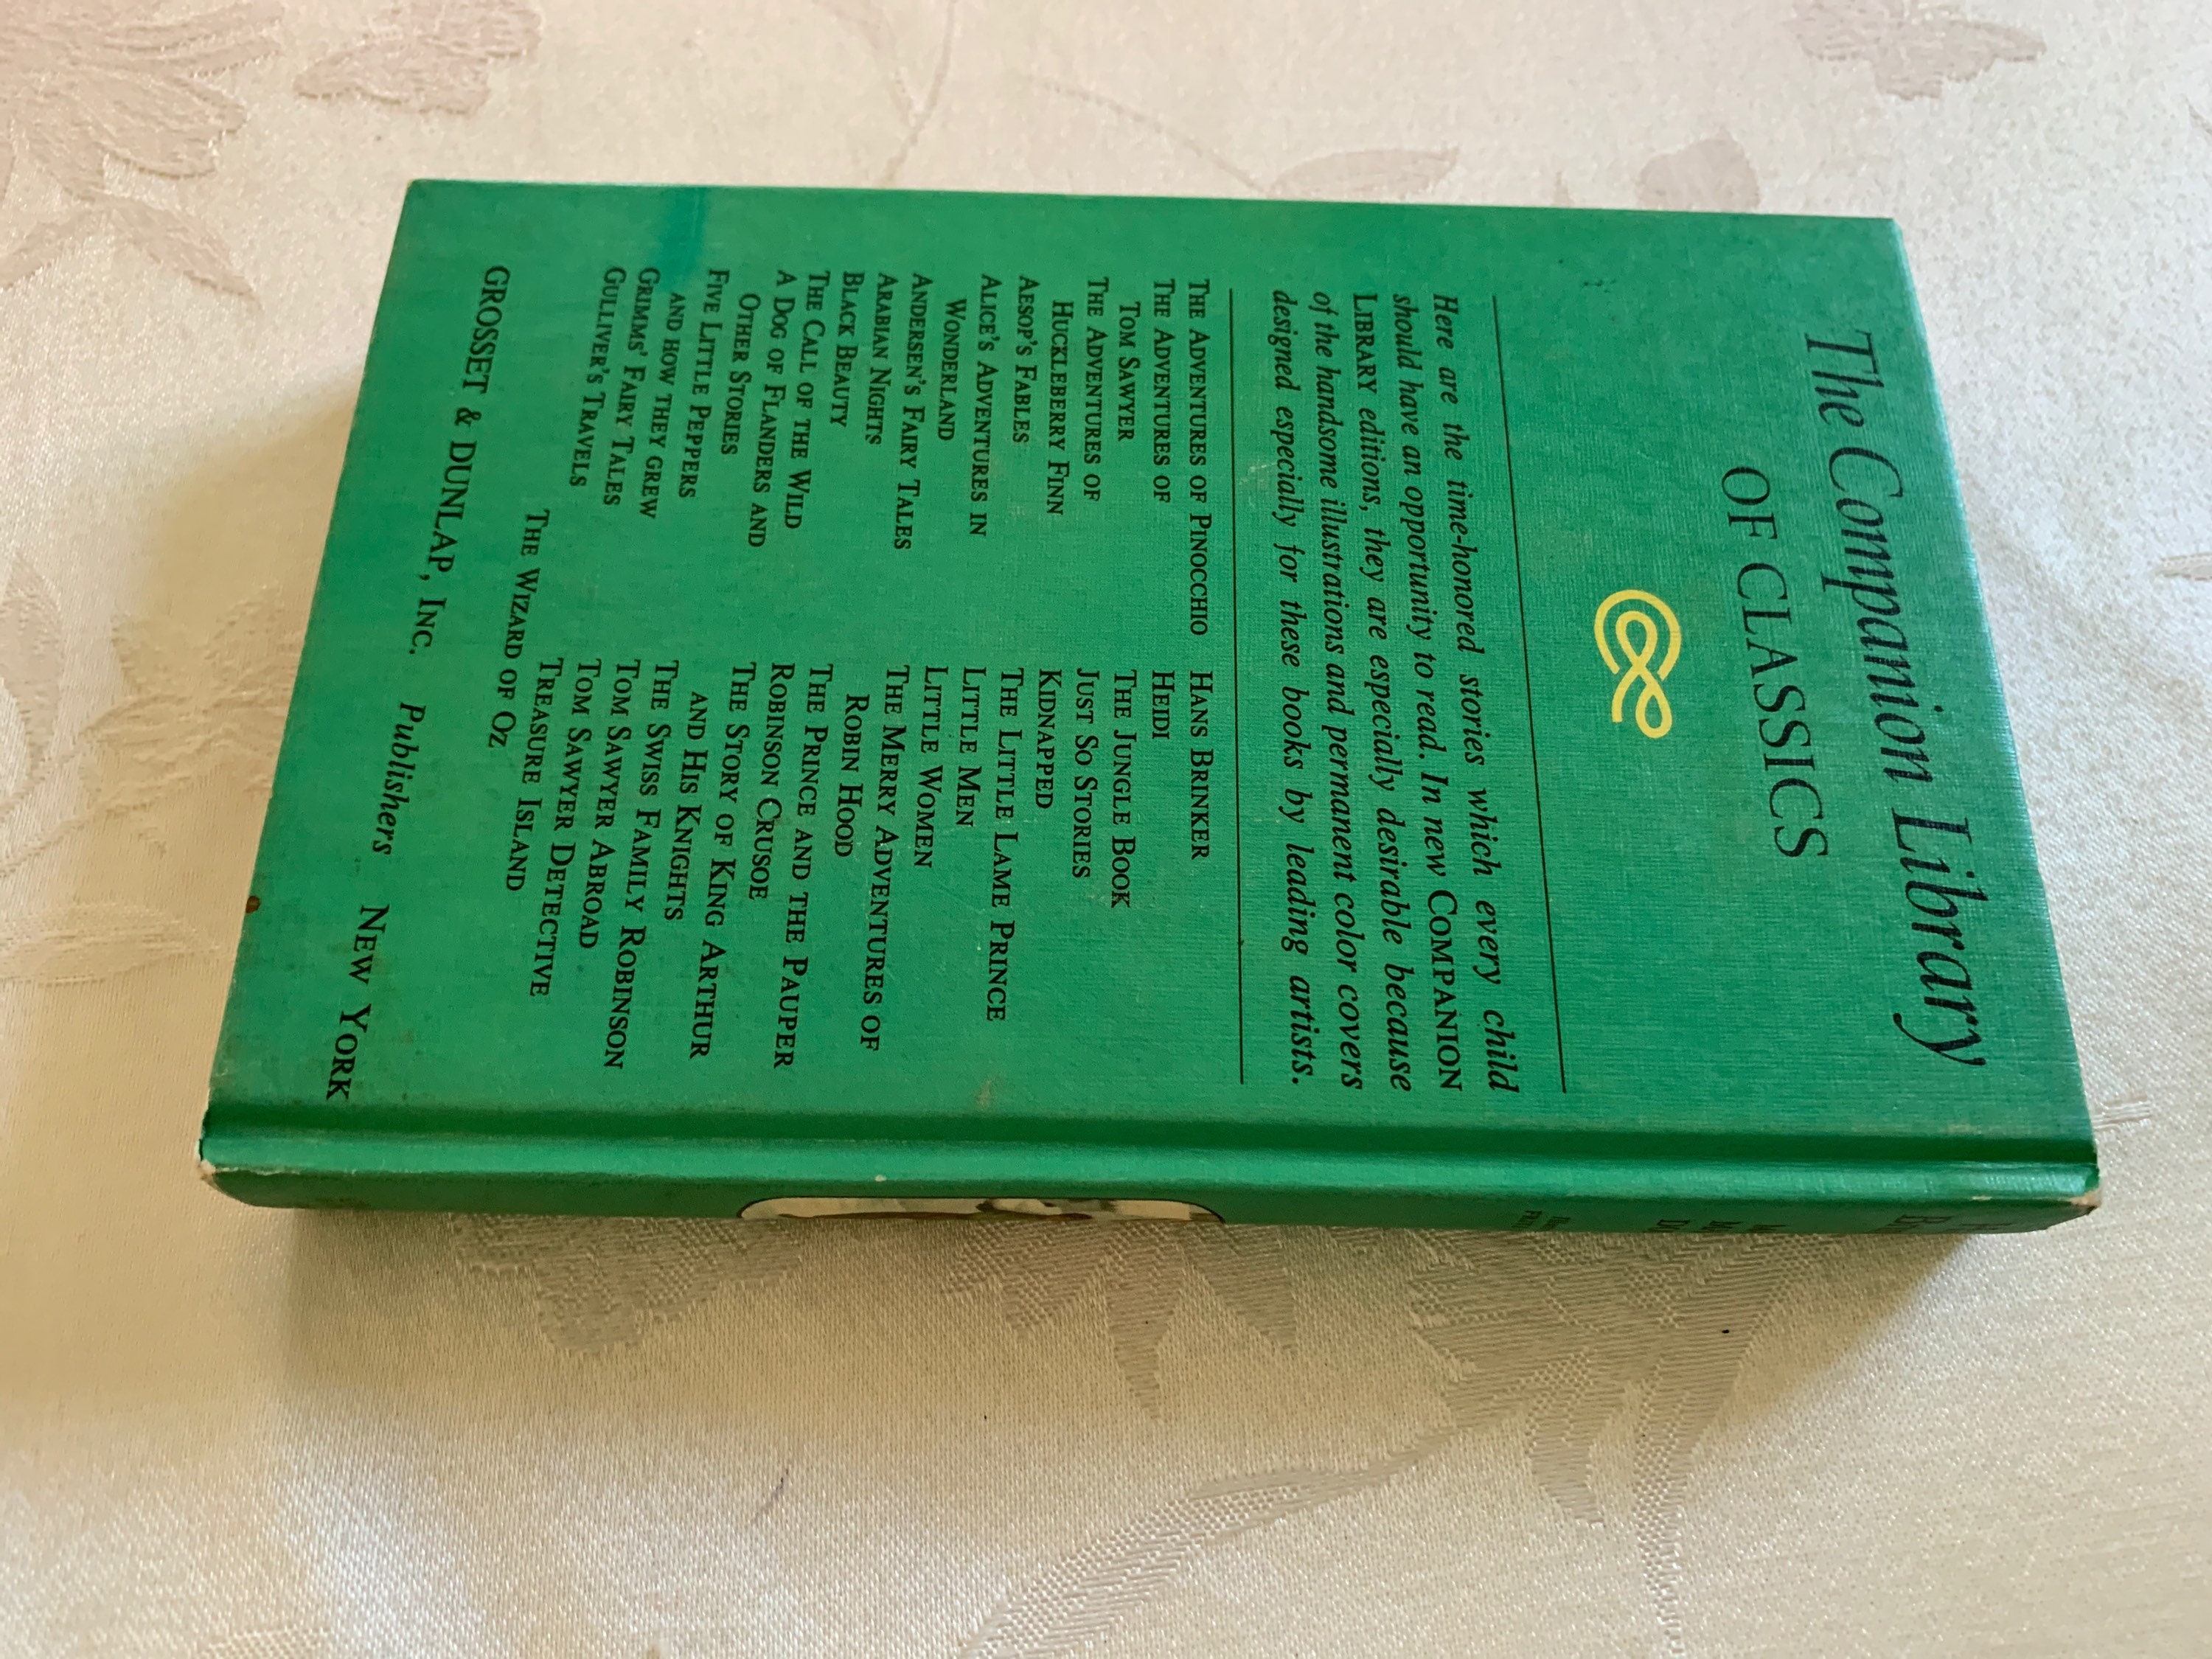 The Companion Library
OF CLASSICS
Here are the time-honored stories which every child
should have an opportunity to read. In new COMPANION
LIBRARY editions, they are especially desirable because
of the handsome illustrations and permanent color covers
designed especially for these books by leading artists.
THE ADVENTURES OF PINOCCHIO
THE ADVENTURES OF
TOM SAWYER
THE ADVENTURES OF
HUCKLEBERRY FINN
AESOP'S FABLES
ALICE'S ADVENTURES IN
WONDERLAND
ANDERSEN'S FAIRY TALES
ARABIAN NIGHTS
BLACK BEAUTY
THE CALL OF THE WILD
A DOG OF FLANDERS AND
OTHER STORIES
FIVE LITTLE PEPPERS
AND HOW THEY GREW
GRIMMS' FAIRY TALES
GULLIVER'S TRAVELS
HANS BRINKER
HEIDI
THE JUNGLE BOOK
JUST SO STORIES
KIDNAPPED
THE LITTLE LAME PRINCE
LITTLE MEN
LITTLE WOMEN
THE MERRY ADVENTURES OF
ROBIN HOOD
THE PRINCE AND THE PAUPER
ROBINSON CRUSOE
THE STORY OF KING ARTHUR
AND HIS KNIGHTS
THE SWISS FAMILY ROBINSON
TOM SAWYER ABROAD
TOM SAWYER DETECTIVE
TREASURE ISLAND
THE WIZARD OF OZ
GROSSET & DUNLAP, INC. Publishers NEW YORK